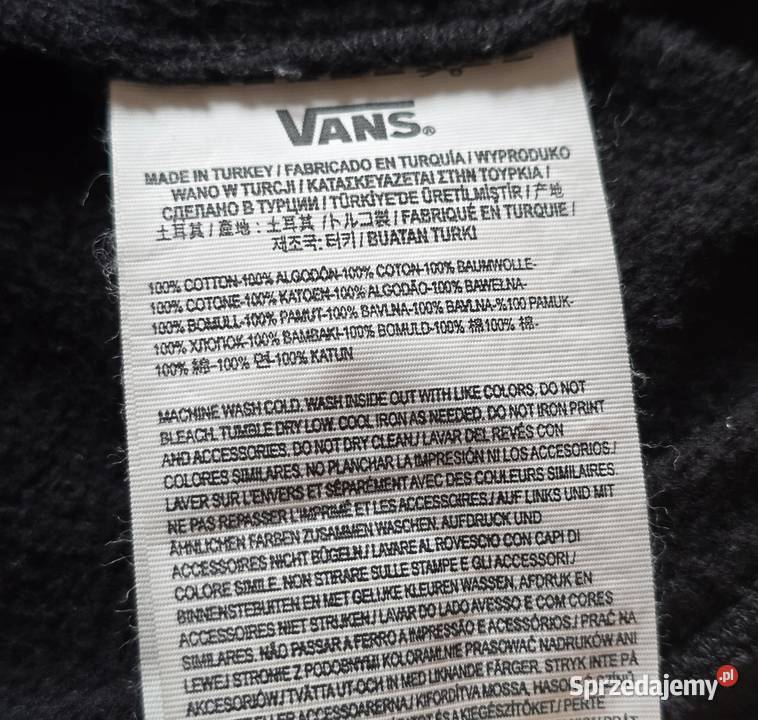 VANS®
MADE IN TURKEY / FABRICADO EN TURQUÍA / WYPRODUKO
WANO W TURCJI / ΚΑΤΑΣΚΕΥΑΖΕΤΑΙ ΣΤΗΝ ΤΟΥΡΚΙΑ /
СДЕЛАНО В ТУРЦИИ / TÜRKİYE'DE ÜRETİLMİŞTİR / 产地
土耳其 / 產地：土耳其 / トルコ製 / FABRIQUÉ EN TURQUIE /
제조국: 터키 / BUATAN TURKI
100% COTTON-100% ALGODÓN-100% COTON-100% BAUMWOLLE-
100% COTONE-100% KATOEN-100% ALGODÃO-100% BAWEŁNA-
100% BOMULL-100% PAMUT-100% BAVLNA-100% BAVLNA-%100 PAMUK-
100% ХЛОПОК-100% ΒΑΜΒΑΚΙ-100% BOMULD-100% 棉 100% 棉-
100% 綿-100% 면-100% KATUN
MACHINE WASH COLD. WASH INSIDE OUT WITH LIKE COLORS. DO NOT
BLEACH. TUMBLE DRY LOW. COOL IRON AS NEEDED. DO NOT IRON PRINT
AND ACCESSORIES. DO NOT DRY CLEAN./ LAVAR DEL REVÉS CON
COLORES SIMILARES. NO PLANCHAR LA IMPRESIÓN NI LOS ACCESORIOS./
LAVER SUR L'ENVERS ET SÉPARÉMENT AVEC DES COULEURS SIMILAIRES.
NE PAS REPASSER L'IMPRIMÉ ET LES ACCESSOIRES./ AUF LINKS UND MIT
ÄHNLICHEN FARBEN ZUSAMMEN WASCHEN. AUFDRUCK UND
ACCESSOIRES NICHT BÜGELN./ LAVARE AL ROVESCIO CON CAPI DI
COLORE SIMILE. NON STIRARE SULLE STAMPE E GLI ACCESSORI./
BINNENSTEBUITEN EN MET GELIJKE KLEUREN WASSEN, AFDRUK EN
ACCESSOIRES NIET STRIJKEN./ LAVAR DO LADO AVESSO E COM CORES
SIMILARES. NÃO PASSAR A FERRO A IMPRESSÃO E ACESSÓRIOS./ PRAĆ NA
LEWEJ STRONIE Z PODOBNYMI KOLORAMI.NIE PRASOWAĆ NADRUKÓW ANI
AKCESORIÓW./ TVÄTTA UT-OCH IN MED LIKNANDE FÄRGER. STRYK INTE PÅ
ACCESSOARERNA./ KIFORDÍTVA MOSSA, HASO
A KIEGÉSZÍTŐKET./ PERTE
Sprzedajemy.pl